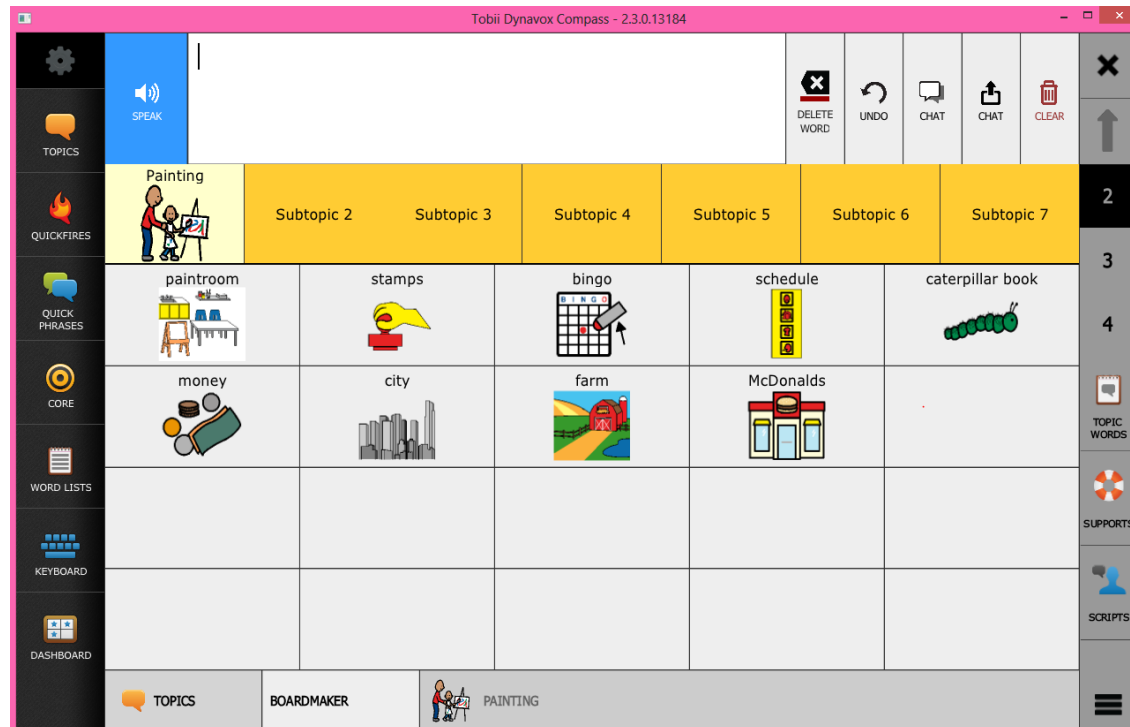 Tobii Dynavox Compass - 2.3.0.13184
SPEAK
DELETE
WORD
UNDO
CHAT
CHAT
CLEAR
TOPICS
QUICKFIRES
QUICK
PHRASES
CORE
WORD LISTS
KEYBOARD
DASHBOARD
Painting
Subtopic 2
Subtopic 3
Subtopic 4
Subtopic 5
Subtopic 6
Subtopic 7
paintroom
stamps
bingo
BINGO
schedule
caterpillar book
money
city
farm
McDonalds
2
3
4
TOPIC
WORDS
SUPPORTS
SCRIPTS
TOPICS
BOARDMAKER
PAINTING